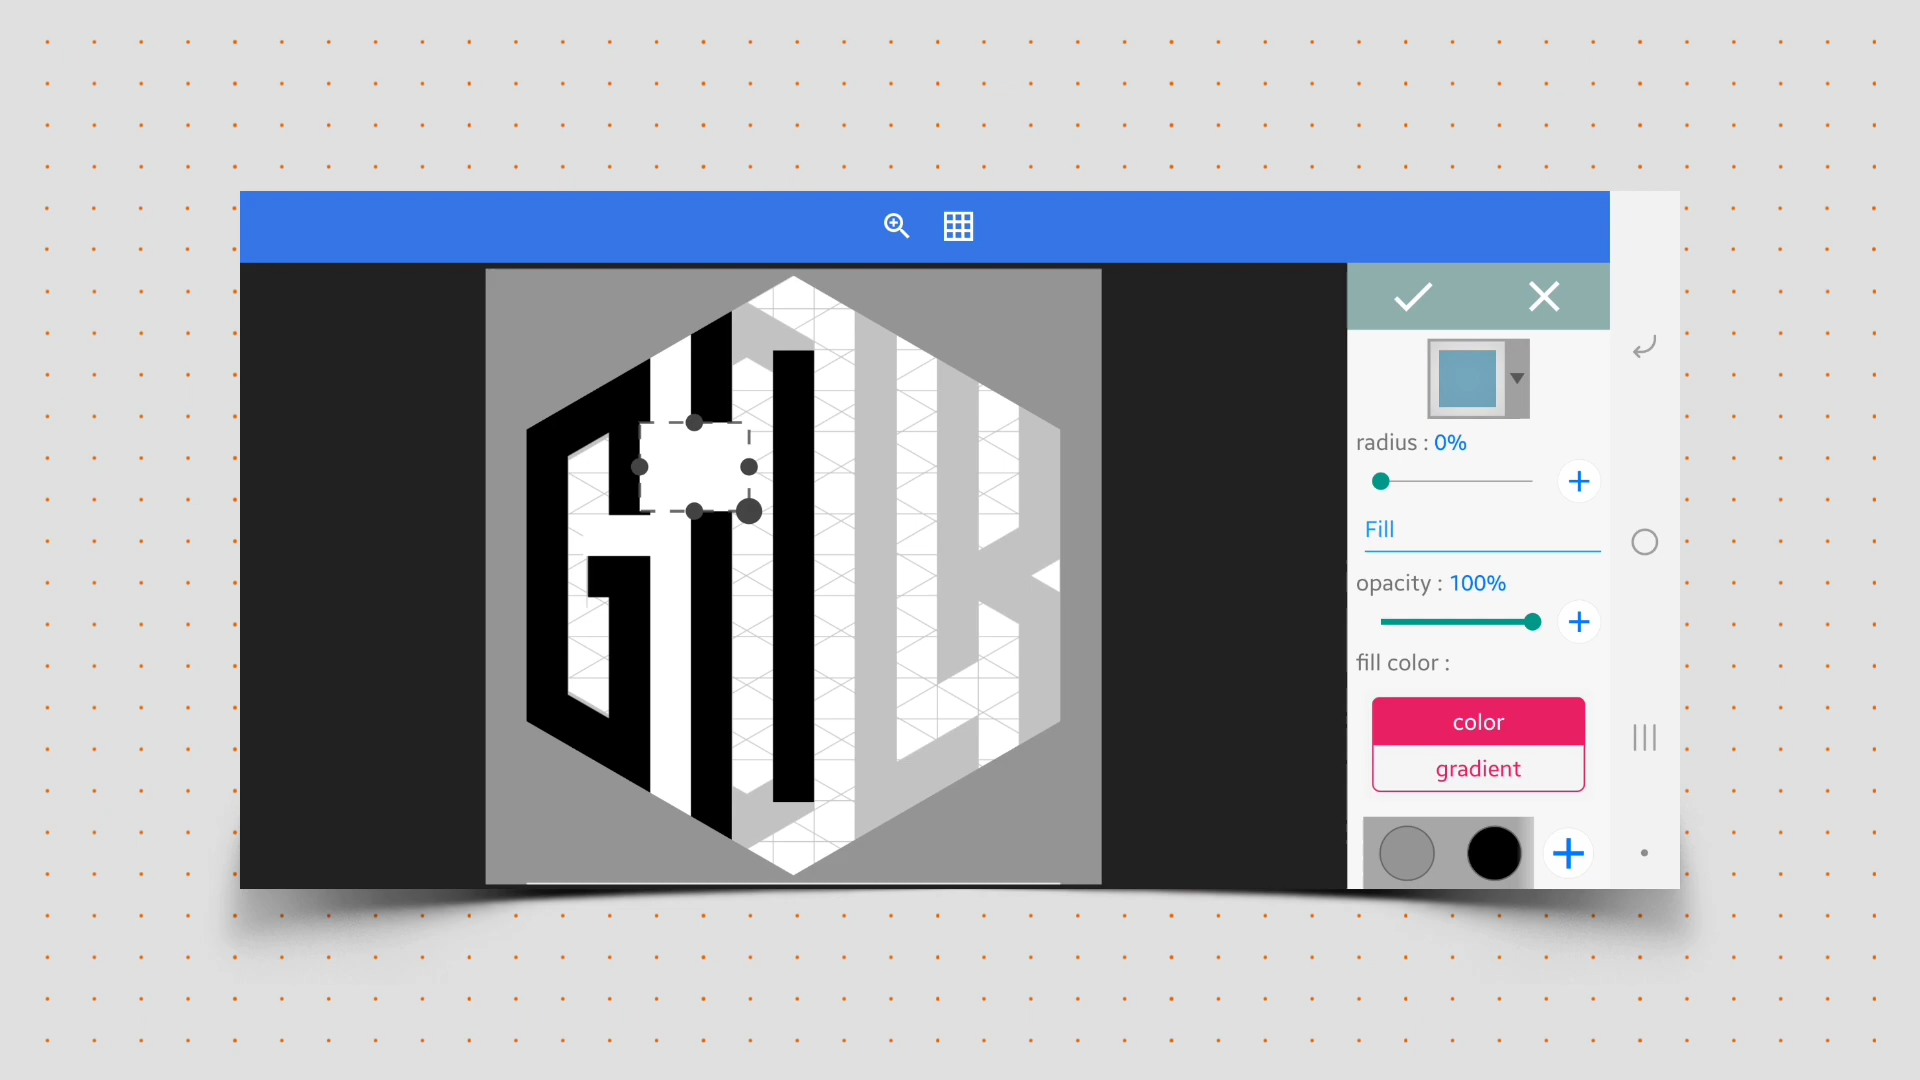 radius : 0%
Fill
opacity : 100%
fill color :
color
gradient